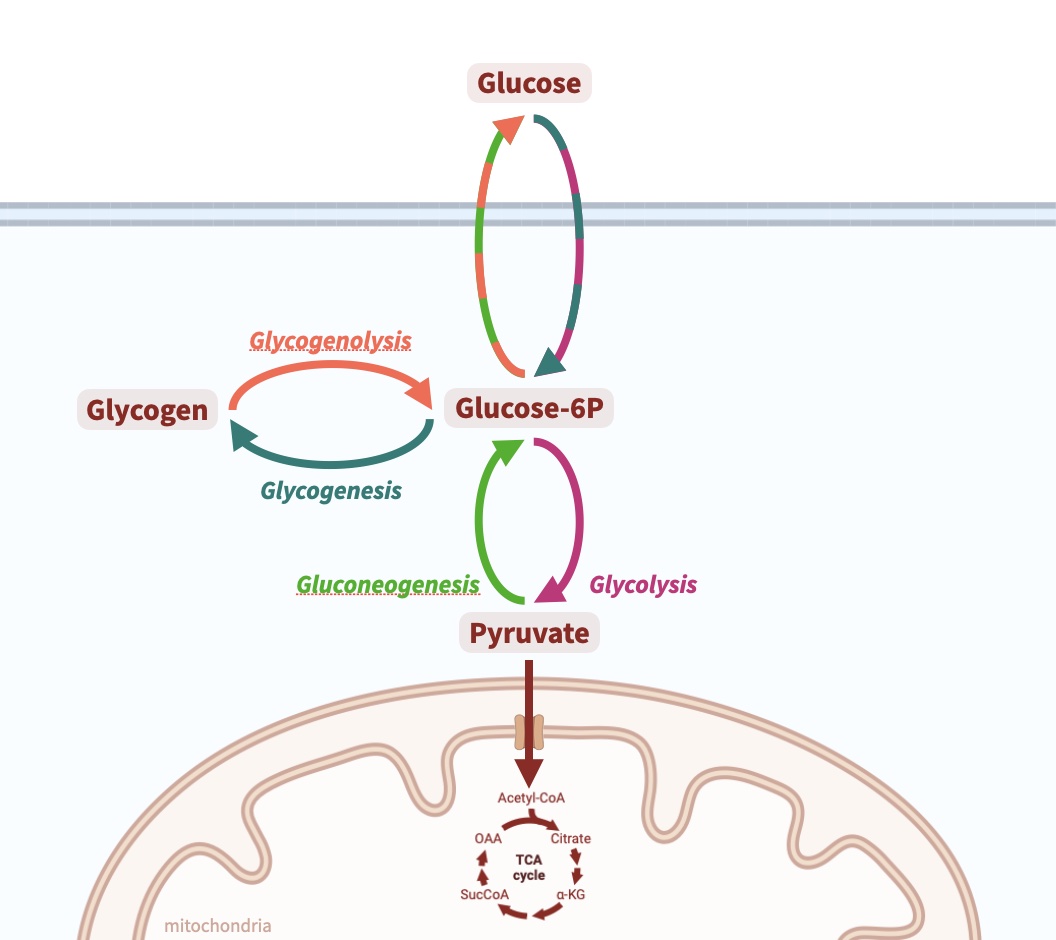 Glucose
Glycogenolysis
Glycogen
Glucose-6P
Glycogenesis
Gluconeogenesis
Glycolysis
Pyruvate
Acetyl-CoA
OAA
Citrate
TCA
cycle
SucCoA
α-KG
mitochondria